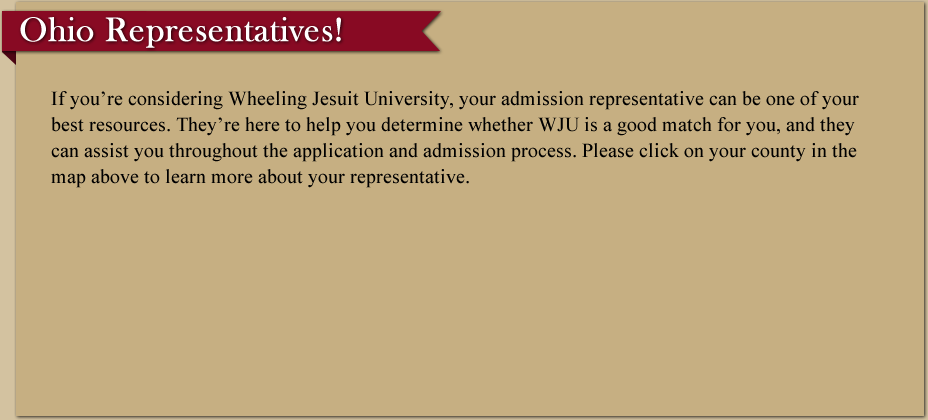 Ohio Representatives!
If you’re considering Wheeling Jesuit University, your admission representative can be one of your
best resources. They’re here to help you determine whether WJU is a good match for you, and they
can assist you throughout the application and admission process. Please click on your county in the
map above to learn more about your representative.